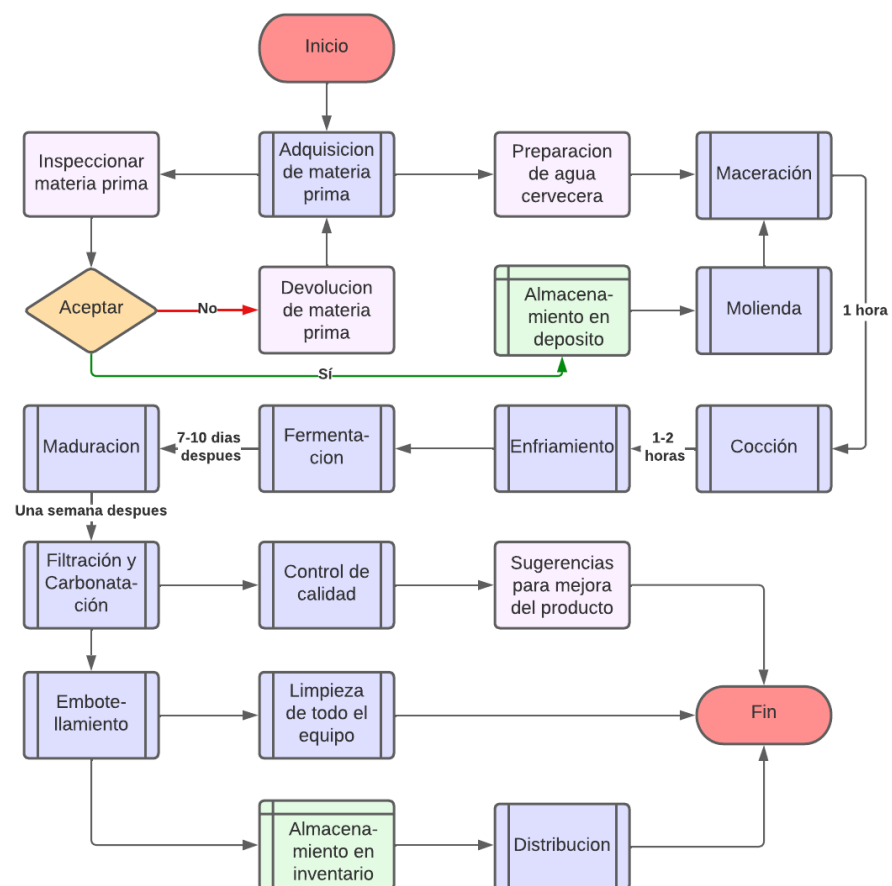 Inicio
Inspeccionar
materia prima
Adquisicion
de materia
prima
Preparacion
de agua
cervecera
Maceración
Aceptar
No
Devolucion
de materia
prima
Almacena-
miento en
deposito
Molienda
1 hora
Sí
Maduracion
7-10 dias
despues
Fermenta-
cion
Enfriamiento
1-2
horas
Cocción
Una semana despues
Filtración y
Carbonata-
ción
Control de
calidad
Sugerencias
para mejora
del producto
Embote-
llamiento
Limpieza
de todo el
equipo
Fin
Almacena-
miento en
inventario
Distribucion